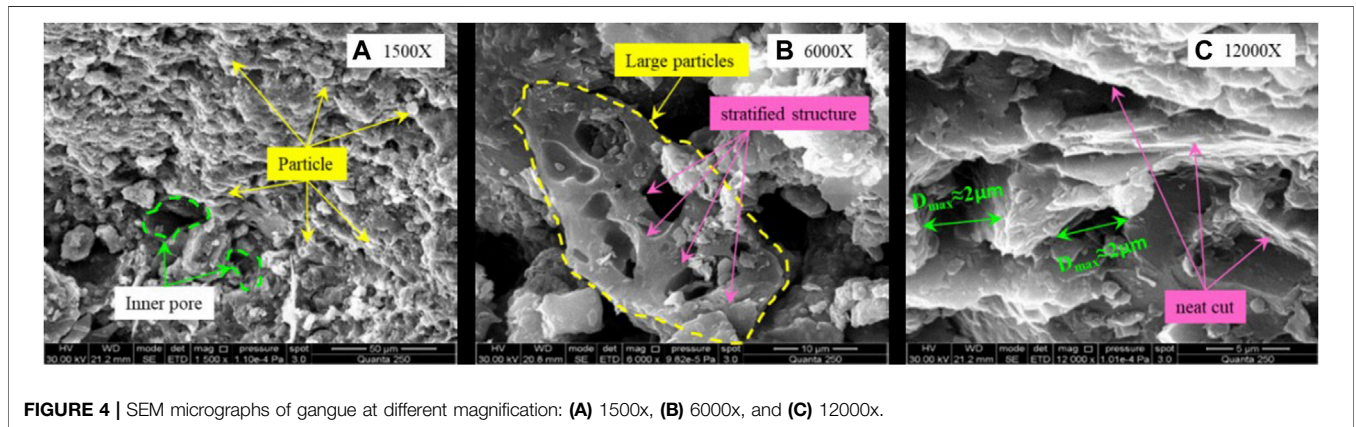 A 1500X
Particle
Inner pore
HV WD mode det mag pressure spot 50 µm
30.00 kV 21.2 mm SE ETD 1 500 x 1.10e-4 Pa 3.0 Quanta 250
B 6000X
Large particles
stratified structure
HV WD mode det mag pressure spot 10 µm
30.00 kV 20.6 mm SE ETD 6 000 x 9.82e-5 Pa 3.0 Quanta 250
C 12000X
Dmax≈2µm
Dmax≈2µm
neat cut
HV WD mode det mag pressure spot 5 µm
30.00 kV 21.2 mm SE ETD 12 000 x 1.01e-4 Pa 3.0 Quanta 250
FIGURE 4 | SEM micrographs of gangue at different magnification: (A) 1500x, (B) 6000x, and (C) 12000x.